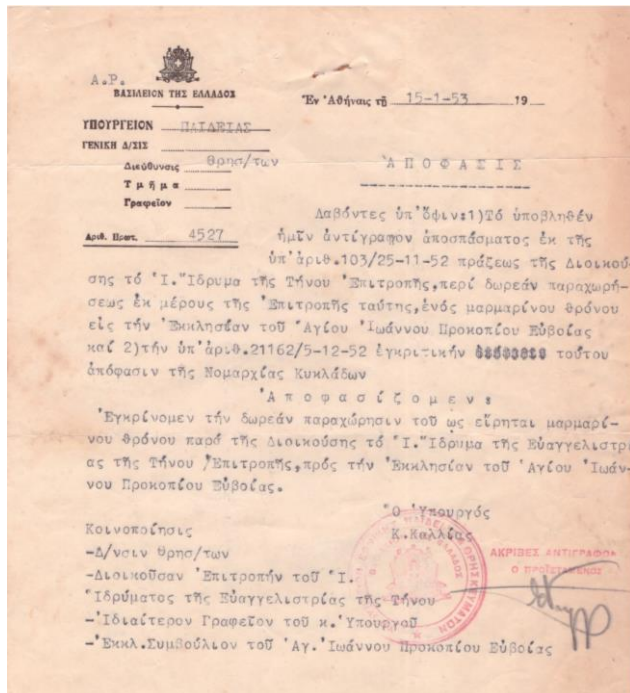 Α.Ρ.
ΒΑΣΙΛΕΙΟΝ ΤΗΣ ΕΛΛΑΔΟΣ
Ἐν Ἀθήναις τῇ 15-1-53 19
ΥΠΟΥΡΓΕΙΟΝ ΠΑΙΔΕΙΑΣ
ΓΕΝΙΚΗ Δ/ΣΙΣ
Διεύθυνσις Θρησ/των
Τμῆμα
Γραφεῖον
Ἀριθ. Πρωτ. 4527
Ἀ Π Ο Φ Α Σ Ι Σ
Λαβόντες ὑπ' ὄψιν:1)Τό ὑποβληθέν
ἡμῖν ἀντίγραφον ἀποσπάσματος ἐκ τῆς
ὑπ'ἀριθ.103/25-11-52 πράξεως τῆς Διοικού-
σης τό Ἱ."Ιδρυμα τῆς Τήνου Ἐπιτροπῆς,περί δωρεάν παραχωρή-
σεως ἐκ μέρους τῆς Ἐπιτροπῆς ταύτης,ἑνός μαρμαρίνου θρόνου
εἰς τήν Ἐκκλησίαν τοῦ Ἁγίου Ἰωάννου Προκοπίου Εὐβοίας
καί 2)τήν ὑπ'ἀριθ.21162/5-12-52 ἐγκριτικήν τούτου
ἀπόφασιν τῆς Νομαρχίας Κυκλάδων
Ἀ π ο φ α σ ί ζ ο μ ε ν :
Ἐγκρίνομεν τήν δωρεάν παραχώρησιν τοῦ ως εἴρηται μαρμαρί-
νου θρόνου παρά τῆς Διοικούσης τό Ἱ."Ιδρυμα τῆς Εὐαγγελιστρί
ας τῆς Τήνου Ἐπιτροπῆς,πρός τήν Ἐκκλησίαν τοῦ Ἁγίου Ἰωάν-
νου Προκοπίου Εὐβοίας.
Ὁ Ὑπουργός
Κ.Καλλίας
Κοινοποίησις
-Δ/νσιν Θρησ/των
-Διοικοῦσαν Ἐπιτροπήν τοῦ Ἱ.
Ἱδρύματος τῆς Εὐαγγελιστρίας τῆς Τήνου
-Ἰδιαίτερον Γραφεῖον τοῦ κ.Ὑπουργοῦ
-Ἐκκλ.Συμβούλιον τοῦ Ἁγ.Ἰωάννου Προκοπίου Εὐβοίας
ΑΚΡΙΒΕΣ ΑΝΤΙΓΡΑΦΟΝ
Ο ΠΡΟΪΣΤΑΜΕΝΟΣ